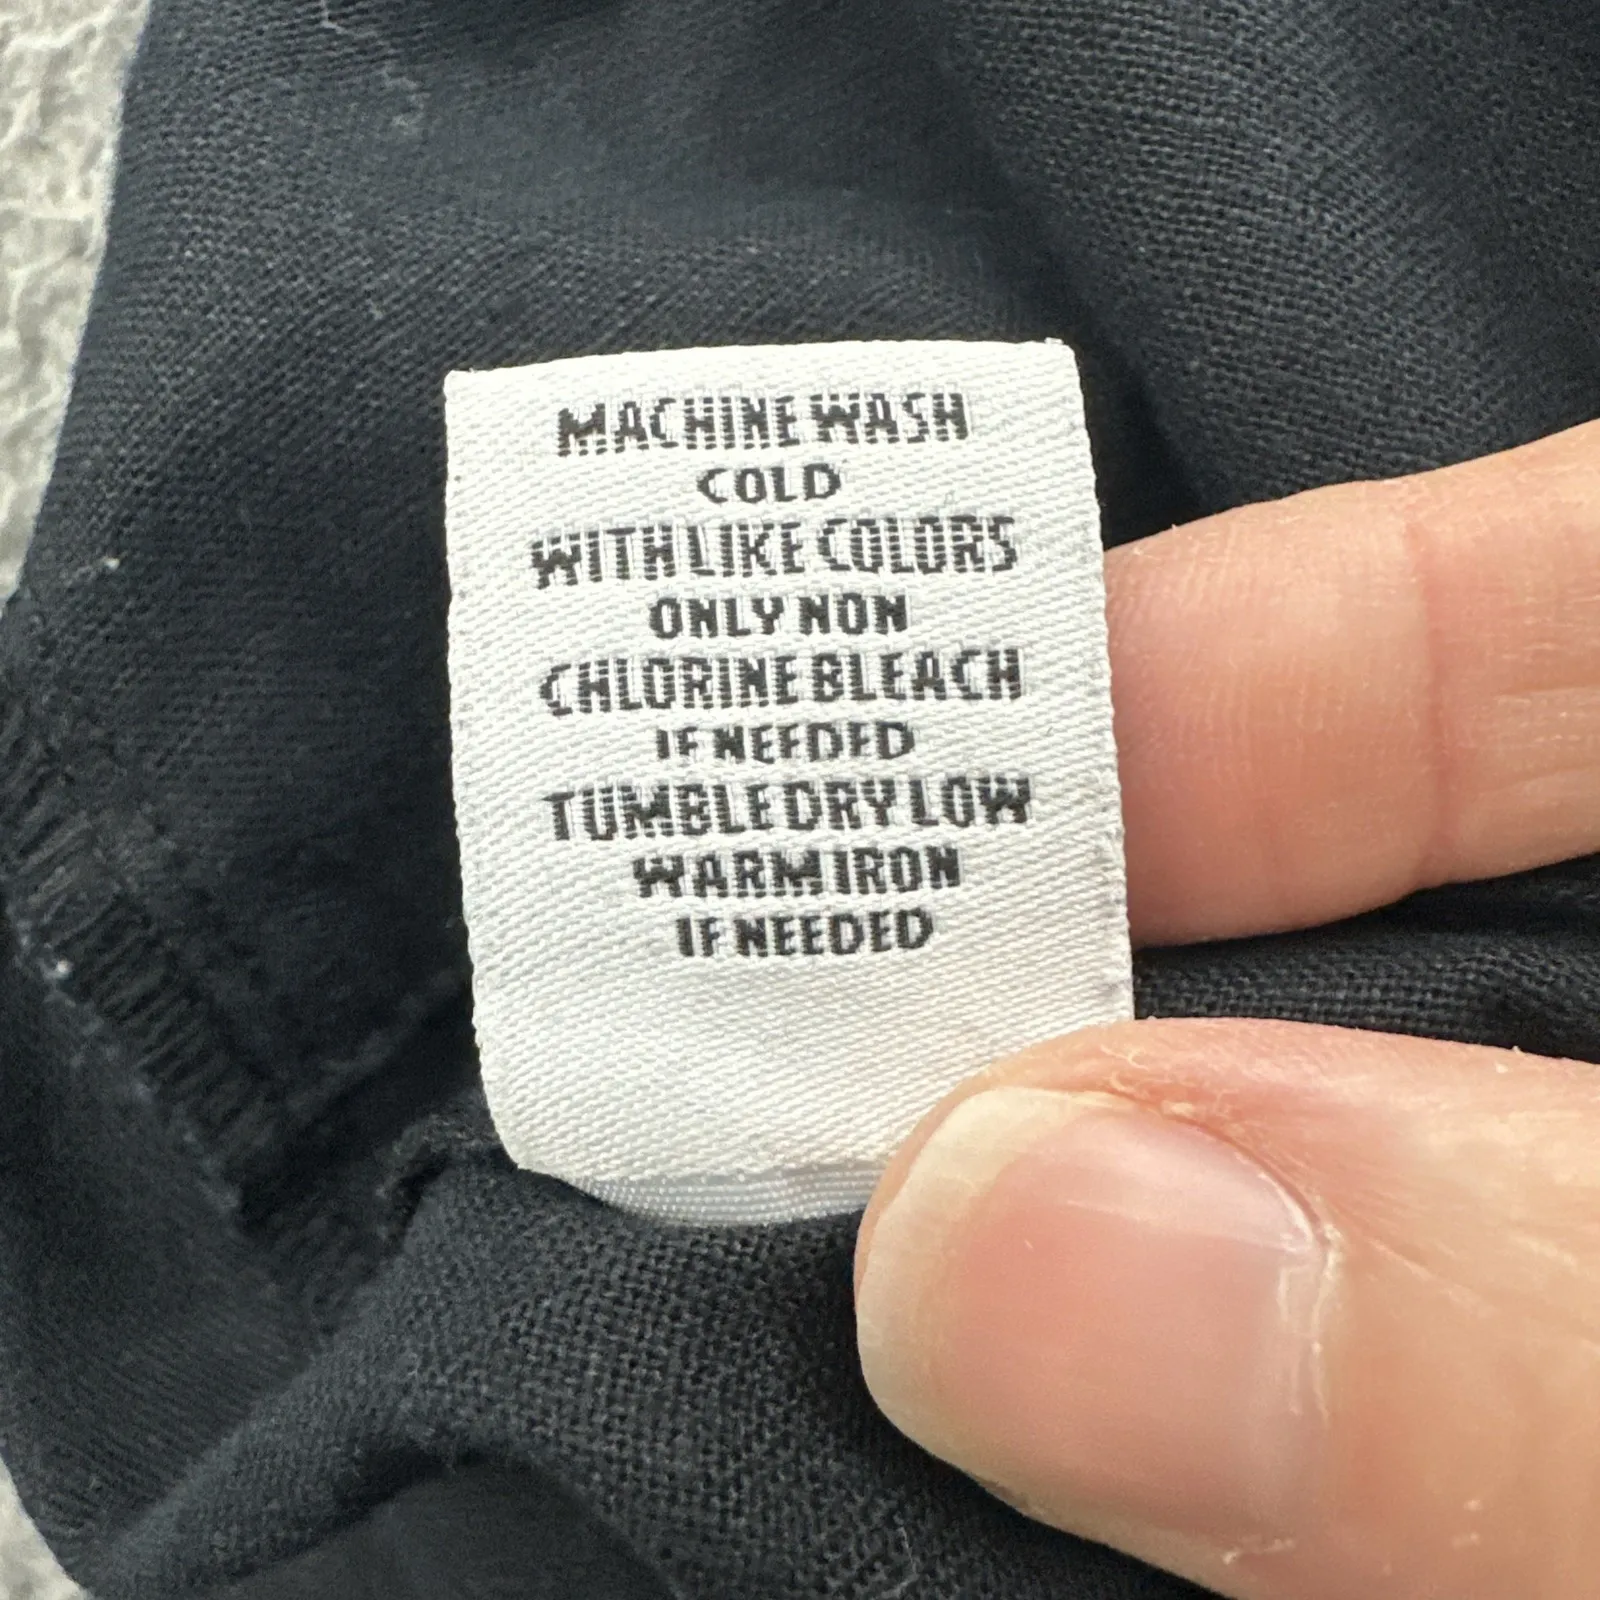 MACHINE WASH
COLD
WITH LIKE COLORS
ONLY NON
CHLORINE BLEACH
IF NEEDED
TUMBLE DRY LOW
WARM IRON
IF NEEDED